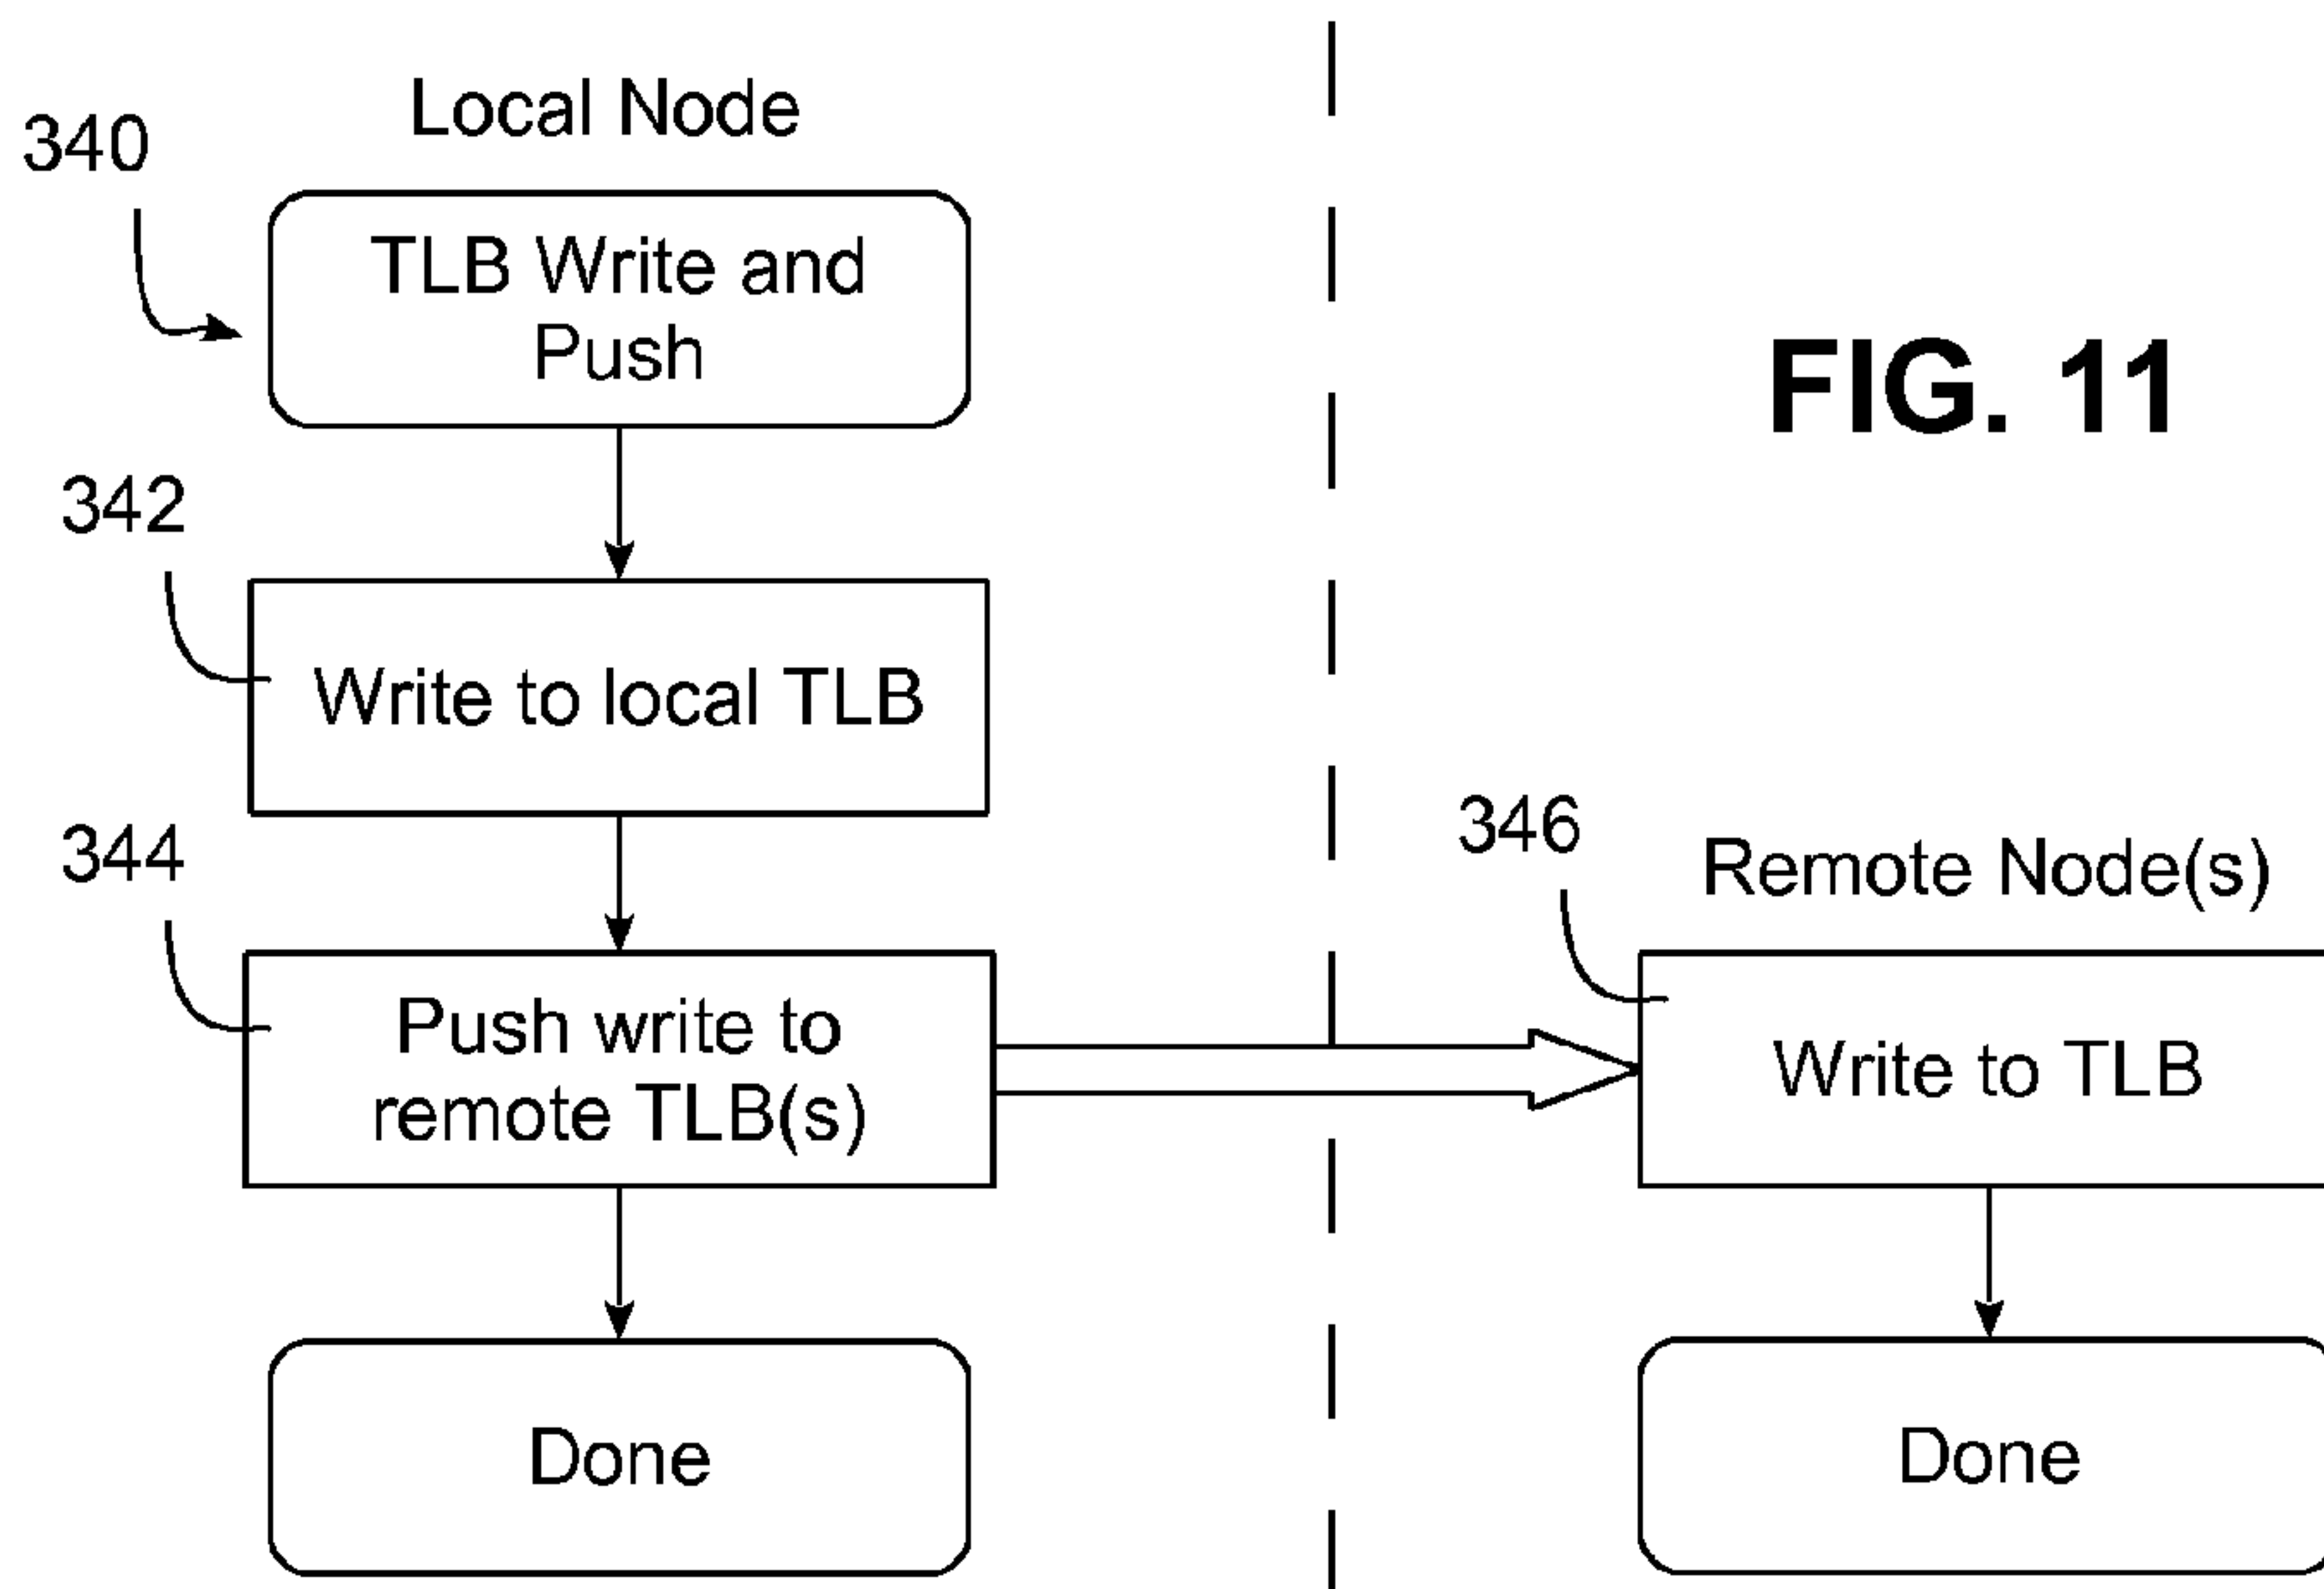 Local Node
340
TLB Write and
Push
FIG. 11
342
Write to local TLB
344
Push write to
remote TLB(s)
346
Remote Node(s)
Write to TLB
Done
Done